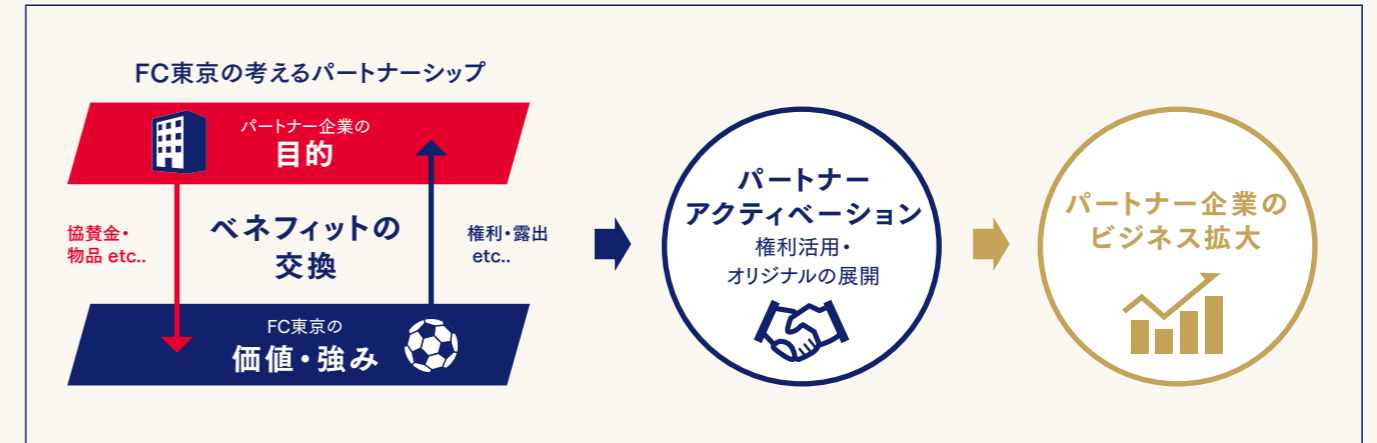 FC東京の考えるパートナーシップ
パートナー企業の
目的
協賛金・
物品 etc..
ベネフィットの
交換
権利・露出
etc..
FC東京の
価値・強み
パートナー
アクティベーション
権利活用・
オリジナルの展開
パートナー企業の
ビジネス拡大